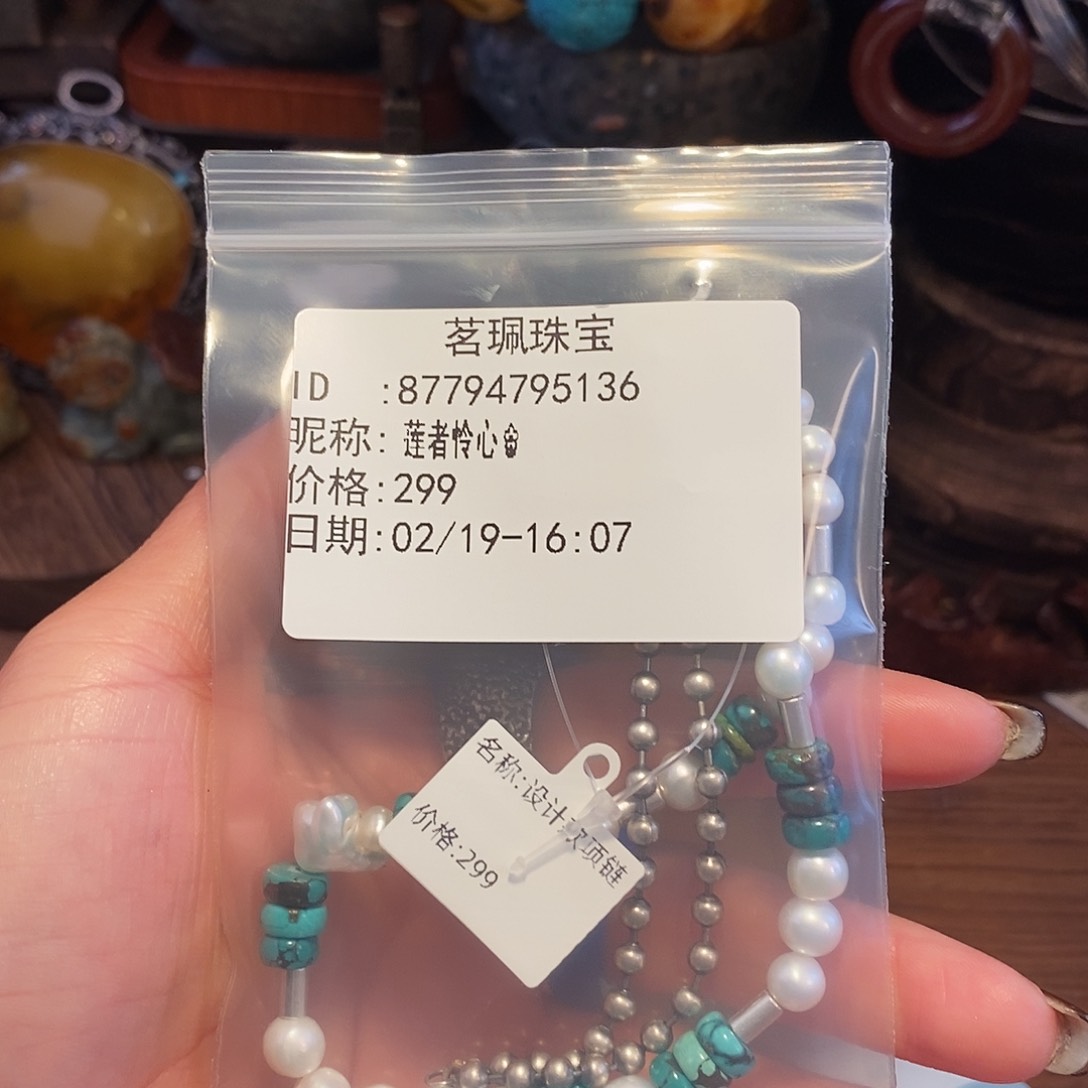 茗珮珠宝
ID :87794795136
昵称: 莲者怜心
价格:299
日期:02/19-16:07
名称:设计款项链
价格:299